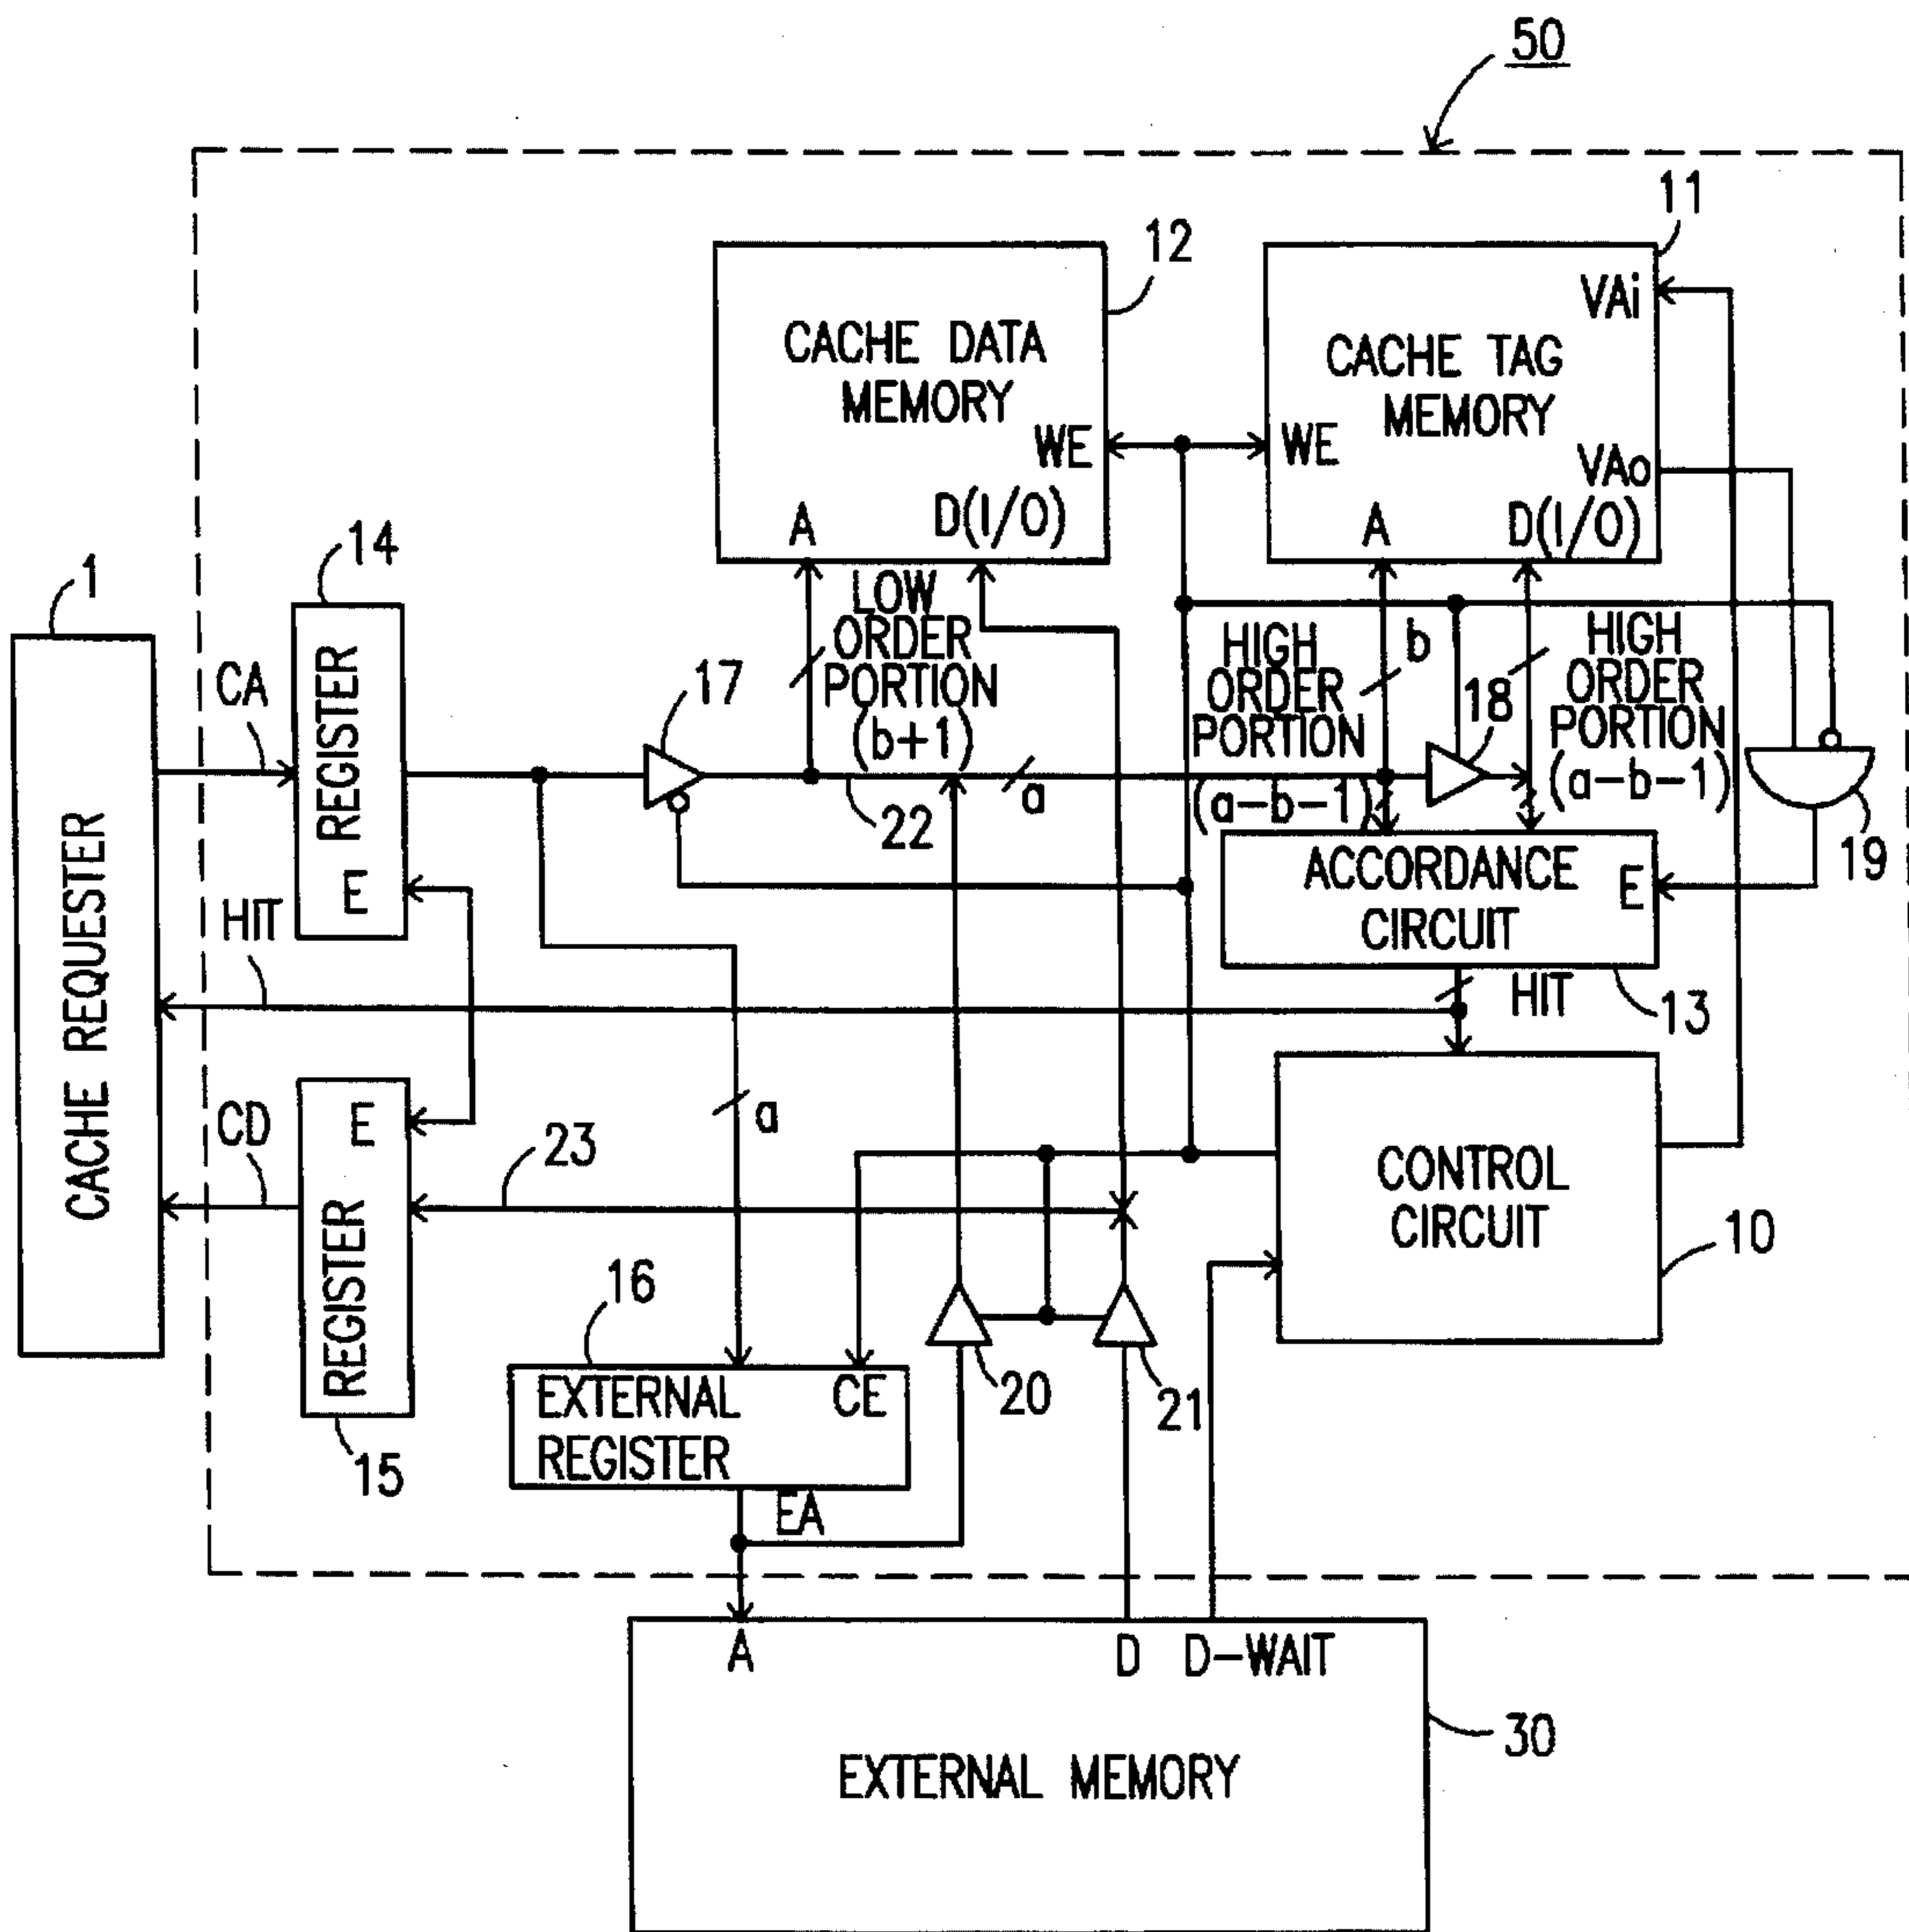 50
11
12
VAi
CACHE DATA
MEMORY
CACHE TAG
MEMORY
WE
WE
VAo
A
D(I/O)
A
D(I/O)
1
14
LOW
ORDER
PORTION
(b+1)
HIGH
ORDER
PORTION
(a-b-1)
b
HIGH
ORDER
PORTION
(a-b-1)
17
18
CA
REGISTER
E
22
a
19
CACHE REQUESTER
ACCORDANCE
CIRCUIT
E
HIT
HIT
13
a
CD
E
REGISTER
23
CONTROL
CIRCUIT
10
16
EXTERNAL
REGISTER
CE
20
21
15
EA
A
D
D-WAIT
30
EXTERNAL MEMORY